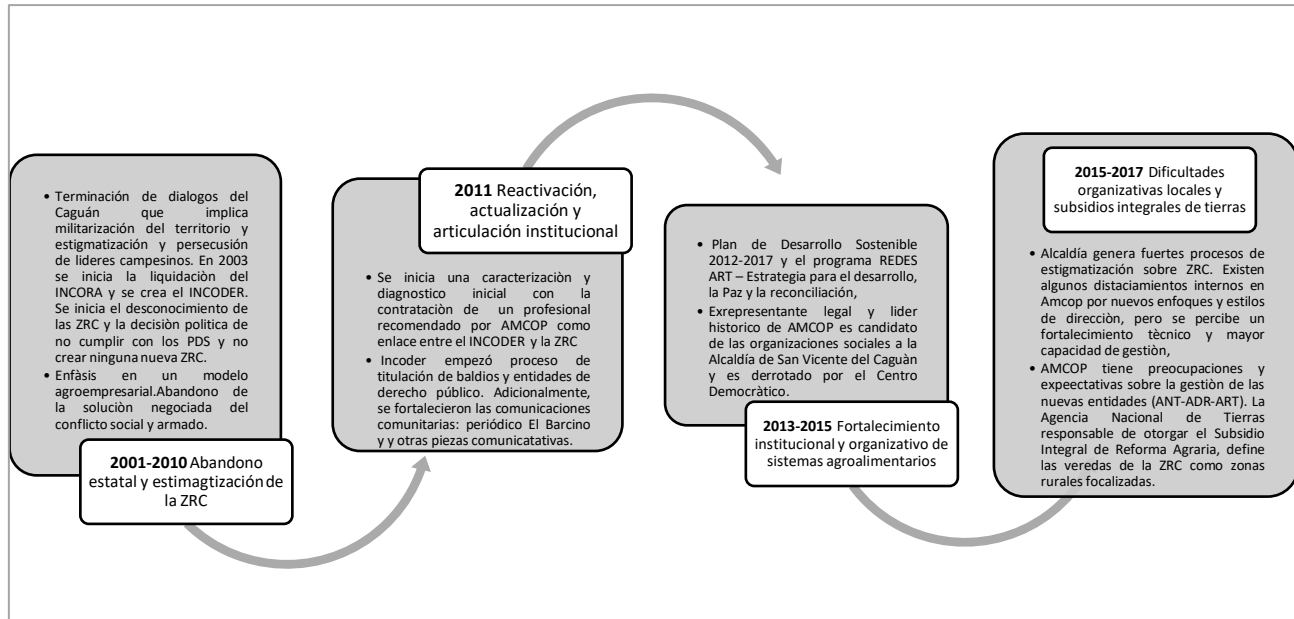 • Terminación de dialogos del
Caguán que implica
militarización del territorio y
estigmatización y persecusión
de lideres campesinos. En 2003
se inicia la liquidaciòn del
INCORA y se crea el INCODER.
Se inicia el desconocimiento de
las ZRC y la decisiòn politica de
no cumplir con los PDS y no
crear ninguna nueva ZRC.
• Enfàsis en un modelo
agroempresarial.Abandono de
la soluciòn negociada del
conflicto social y armado.
2001-2010 Abandono
estatal y estimagtización de
la ZRC
2011 Reactivación,
actualización y
articulación institucional
• Se inicia una caracterizaciòn y
diagnostico inicial con la
contrataciòn de un profesional
recomendado por AMCOP como
enlace entre el INCODER y la ZRC
• Incoder empezó proceso de
titulación de baldios y entidades de
derecho público. Adicionalmente,
se fortalecieron las comunicaciones
comunitarias: periódico El Barcino
y y otras piezas comunicatativas.
• Plan de Desarrollo Sostenible
2012-2017 y el programa REDES
ART – Estrategia para el desarrollo,
la Paz y la reconciliación,
• Exrepresentante legal y lider
historico de AMCOP es candidato
de las organizaciones sociales a la
Alcaldía de San Vicente del Caguàn
y es derrotado por el Centro
Democràtico.
2013-2015 Fortalecimiento
institucional y organizativo de
sistemas agroalimentarios
2015-2017 Dificultades
organizativas locales y
subsidios integrales de tierras
• Alcaldía genera fuertes procesos de
estigmatización sobre ZRC. Existen
algunos distaciamientos internos en
Amcop por nuevos enfoques y estilos
de direcciòn, pero se percibe un
fortalecimiento tècnico y mayor
capacidad de gestiòn,
• AMCOP tiene preocupaciones y
expeectativas sobre la gestiòn de las
nuevas entidades (ANT-ADR-ART). La
Agencia Nacional de Tierras
responsable de otorgar el Subsidio
Integral de Reforma Agraria, define
las veredas de la ZRC como zonas
rurales focalizadas.